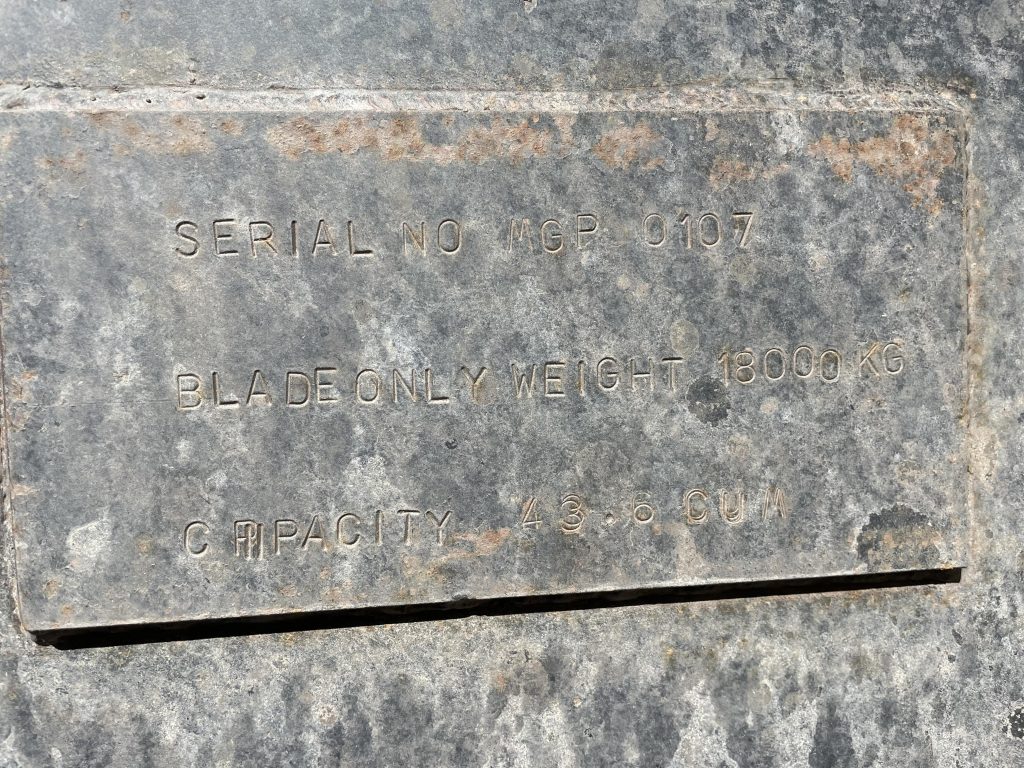 SERIAL NO MGP 0107
BLADE ONLY WEIGHT 18000 KG
CAPACITY 43.6 CUM